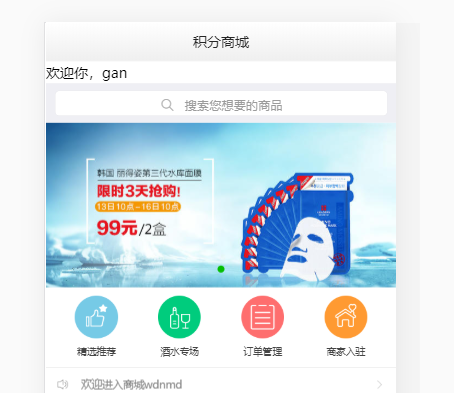 积分商城
欢迎你，gan
搜索您想要的商品
韩国 丽得姿第三代水库面膜
限时3天抢购!
13日10点~16日10点
99元/2盒
精选推荐
酒水专场
订单管理
商家入驻
欢迎进入商城wdnmd